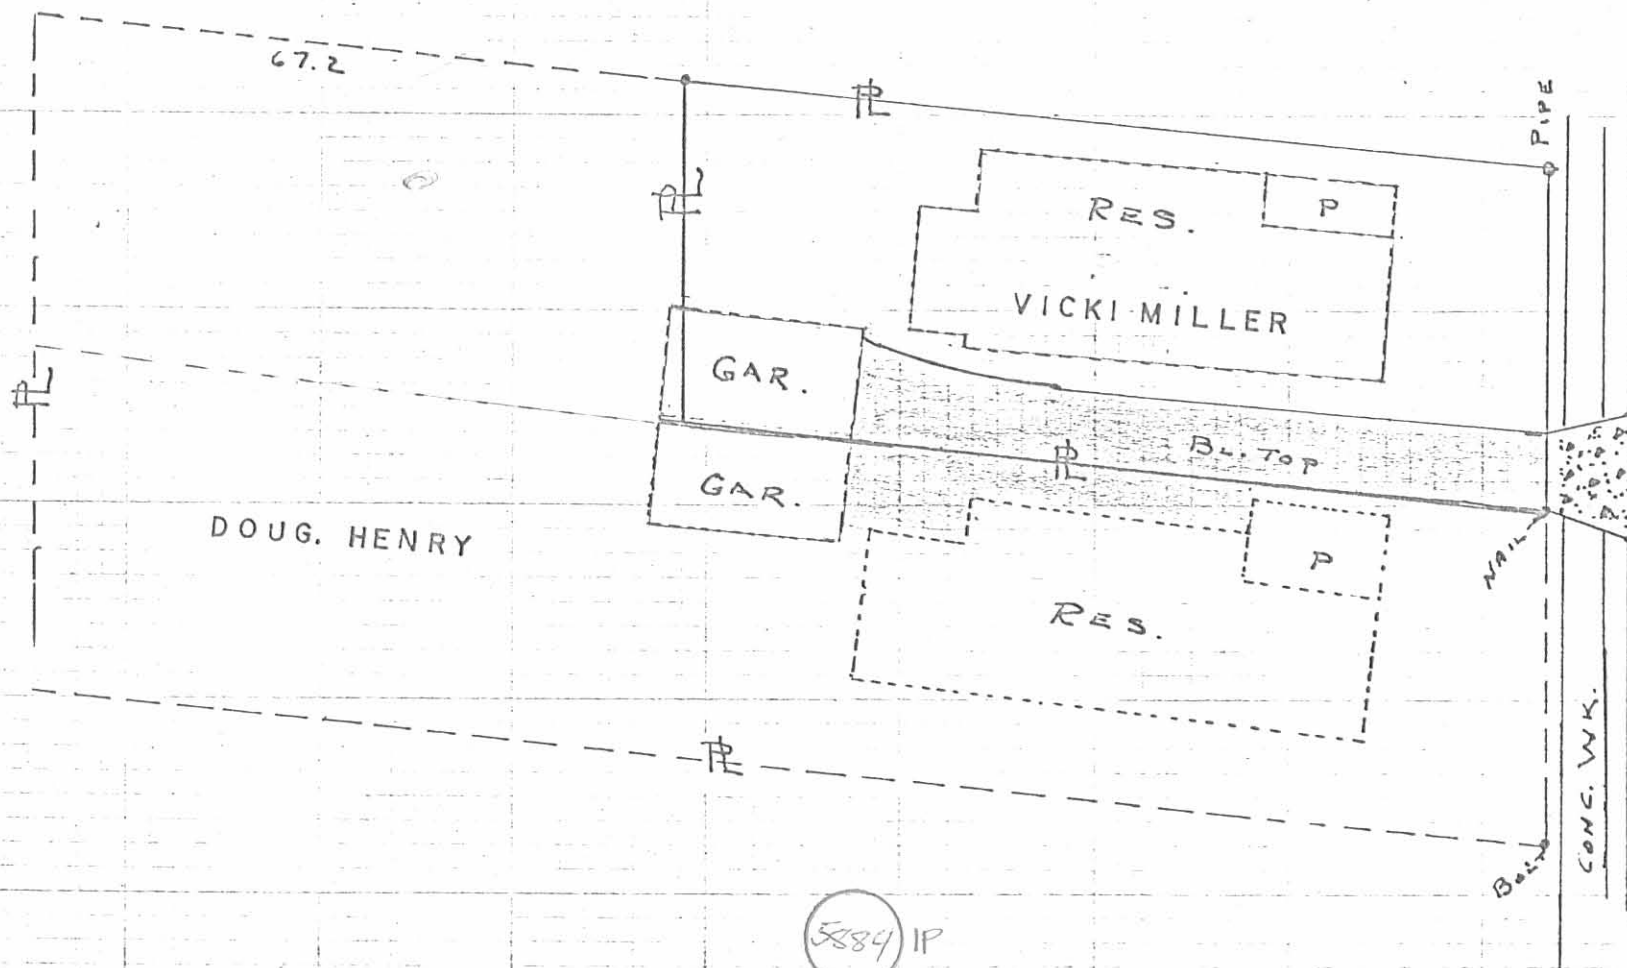 67.2
PL
PIPE
PL
RES.
P
VICKI MILLER
GAR.
PL
BL. TOP
PL
GAR.
DOUG. HENRY
NAIL
P
RES.
PL
CONC. WK.
BOLT
5884 IP